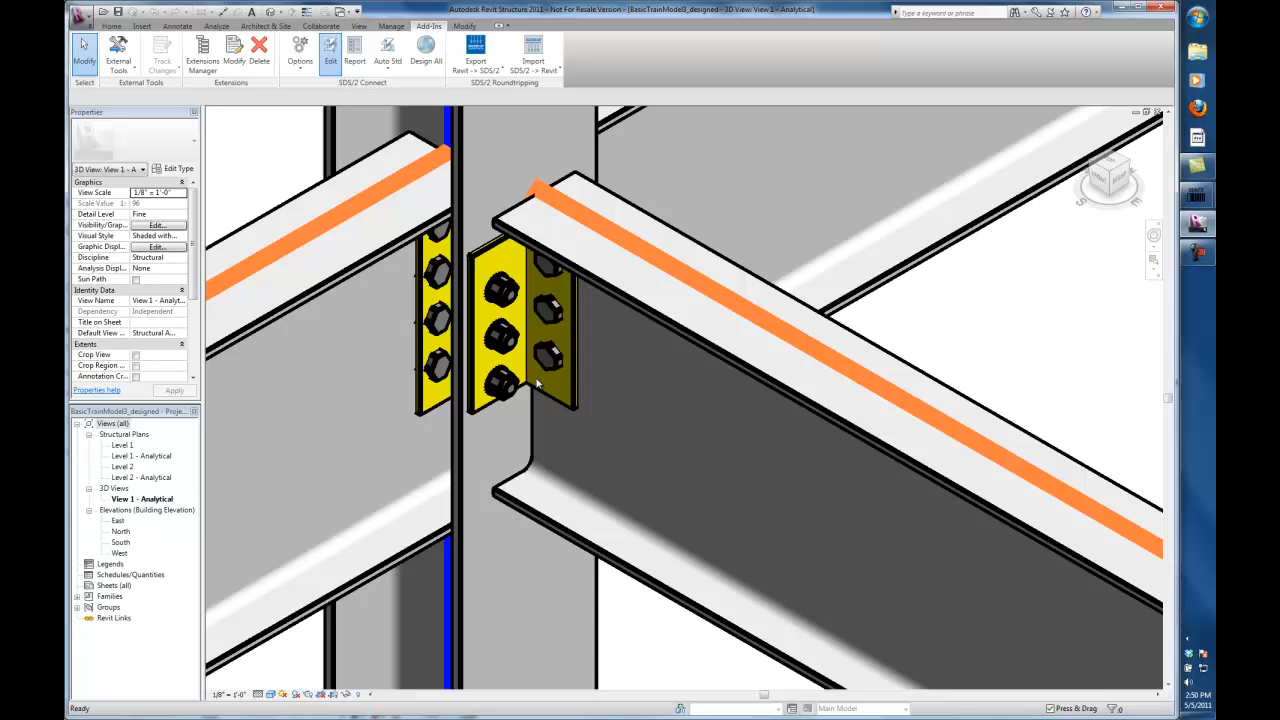 Autodesk Revit Structure 2011 - Not For Resale Version - [BasicTrainModel3_designed - 3D View: View 1 - Analytical]
Type a keyword or phrase
Home Insert Annotate Analyze Architect & Site Collaborate View Manage Add-Ins Modify
Modify
External
Tools
Track
Changes
Extensions
Manager
Modify
Delete
Options
Edit
Report
Auto Std
Design All
Export
Revit -> SDS/2
Import
SDS/2 -> Revit
Select External Tools Extensions SDS/2 Connect SDS/2 Roundtripping
Properties
3D View: View 1 - A Edit Type
Graphics
View Scale 1/8" = 1'-0"
Scale Value 1: 96
Detail Level Fine
Visibility/Grap... Edit...
Visual Style Shaded with...
Graphic Displ... Edit...
Discipline Structural
Analysis Displ... None
Sun Path
Identity Data
View Name View 1 - Analyt...
Dependency Independent
Title on Sheet
Default View ... Structural A...
Extents
Crop View
Crop Region ...
Annotation Cr...
Properties help Apply
BasicTrainModel3_designed - Proje...
Views (all)
Structural Plans
Level 1
Level 1 - Analytical
Level 2
Level 2 - Analytical
3D Views
View 1 - Analytical
Elevations (Building Elevation)
East
North
South
West
Legends
Schedules/Quantities
Sheets (all)
Families
Groups
Revit Links
TOP
FRONT
RIGHT
S
E
1/8" = 1'-0"
Ready
Main Model
Press & Drag
:0
2:50 PM
5/5/2011